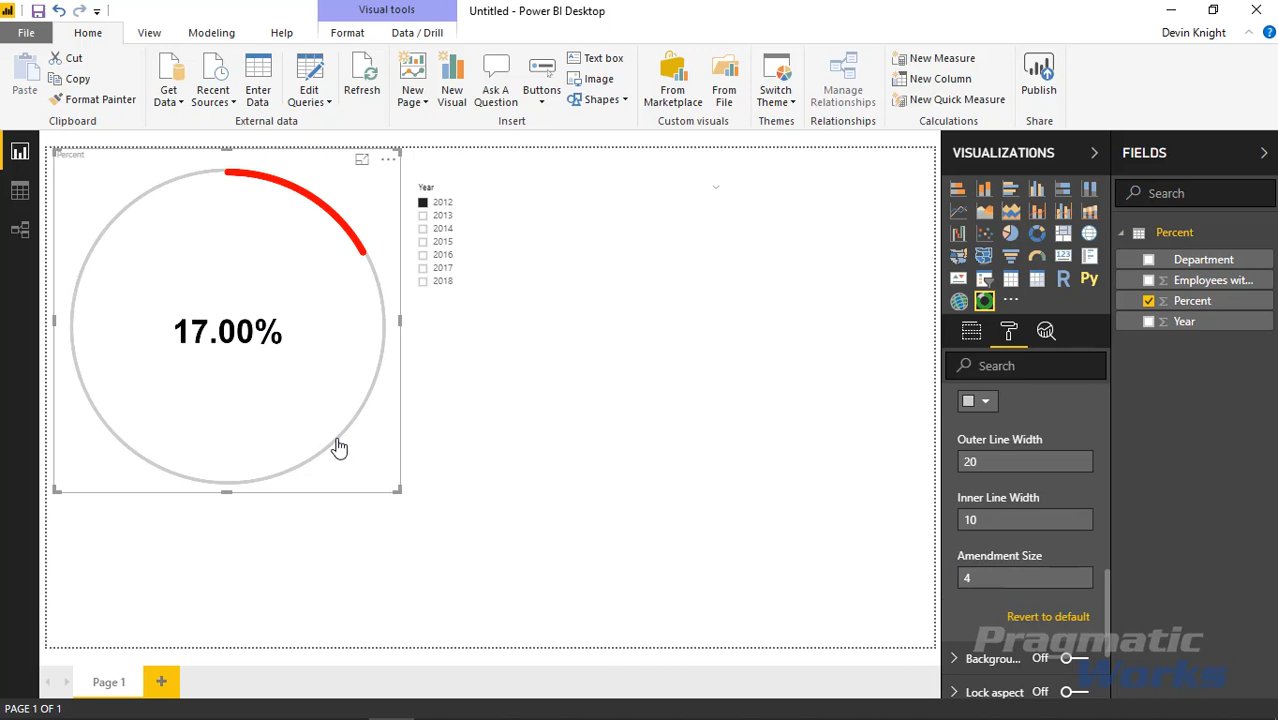 Visual tools
Untitled - Power BI Desktop
File
Home
View
Modeling
Help
Format
Data / Drill
Devin Knight
Paste
Cut
Copy
Format Painter
Clipboard
Get Data
Recent Sources
Enter Data
Edit Queries
Refresh
External data
New Page
New Visual
Ask A Question
Buttons
Text box
Image
Shapes
Insert
From Marketplace
From File
Custom visuals
Switch Theme
Themes
Manage Relationships
Relationships
New Measure
New Column
New Quick Measure
Calculations
Publish
Share
Percent
17.00%
Year
2012
2013
2014
2015
2016
2017
2018
VISUALIZATIONS
R
Py
Search
Outer Line Width
20
Inner Line Width
10
Amendment Size
4
Revert to default
Backgrou... Off
Lock aspect Off
FIELDS
Search
Percent
Department
Employees wit...
Percent
Year
Pragmatic
Works
Page 1
PAGE 1 OF 1